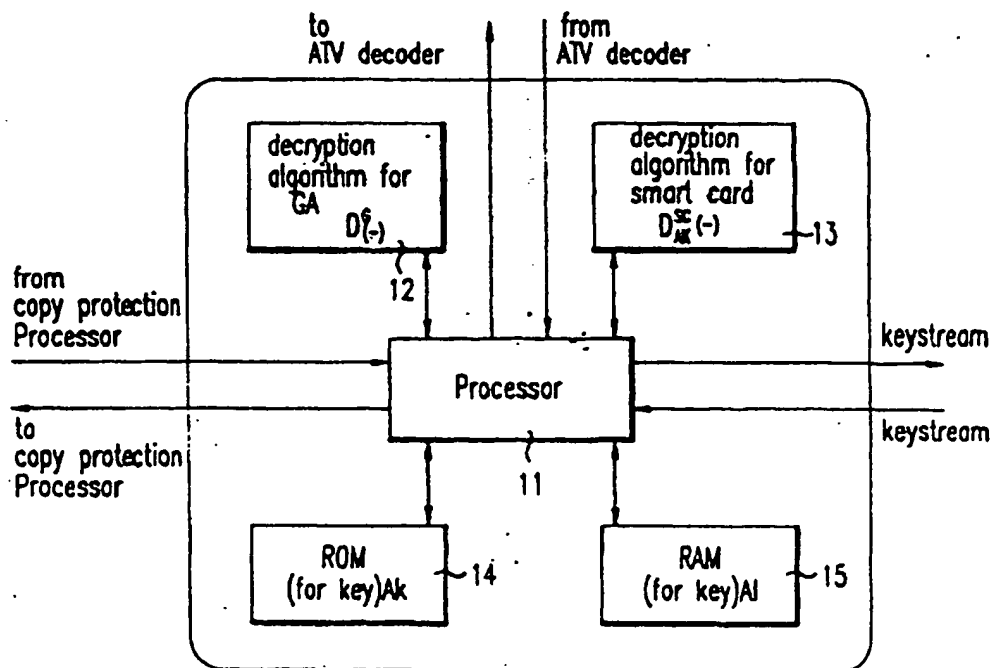 to
ATV decoder
from
ATV decoder
decryption
algorithm for
GA
D^G_(-)
12
decryption
algorithm for
smart card
D^SC_AK(-)
13
from
copy protection
Processor
keystream
Processor
11
to
copy protection
Processor
keystream
ROM
(for key)Ak
14
RAM
(for key)Al
15